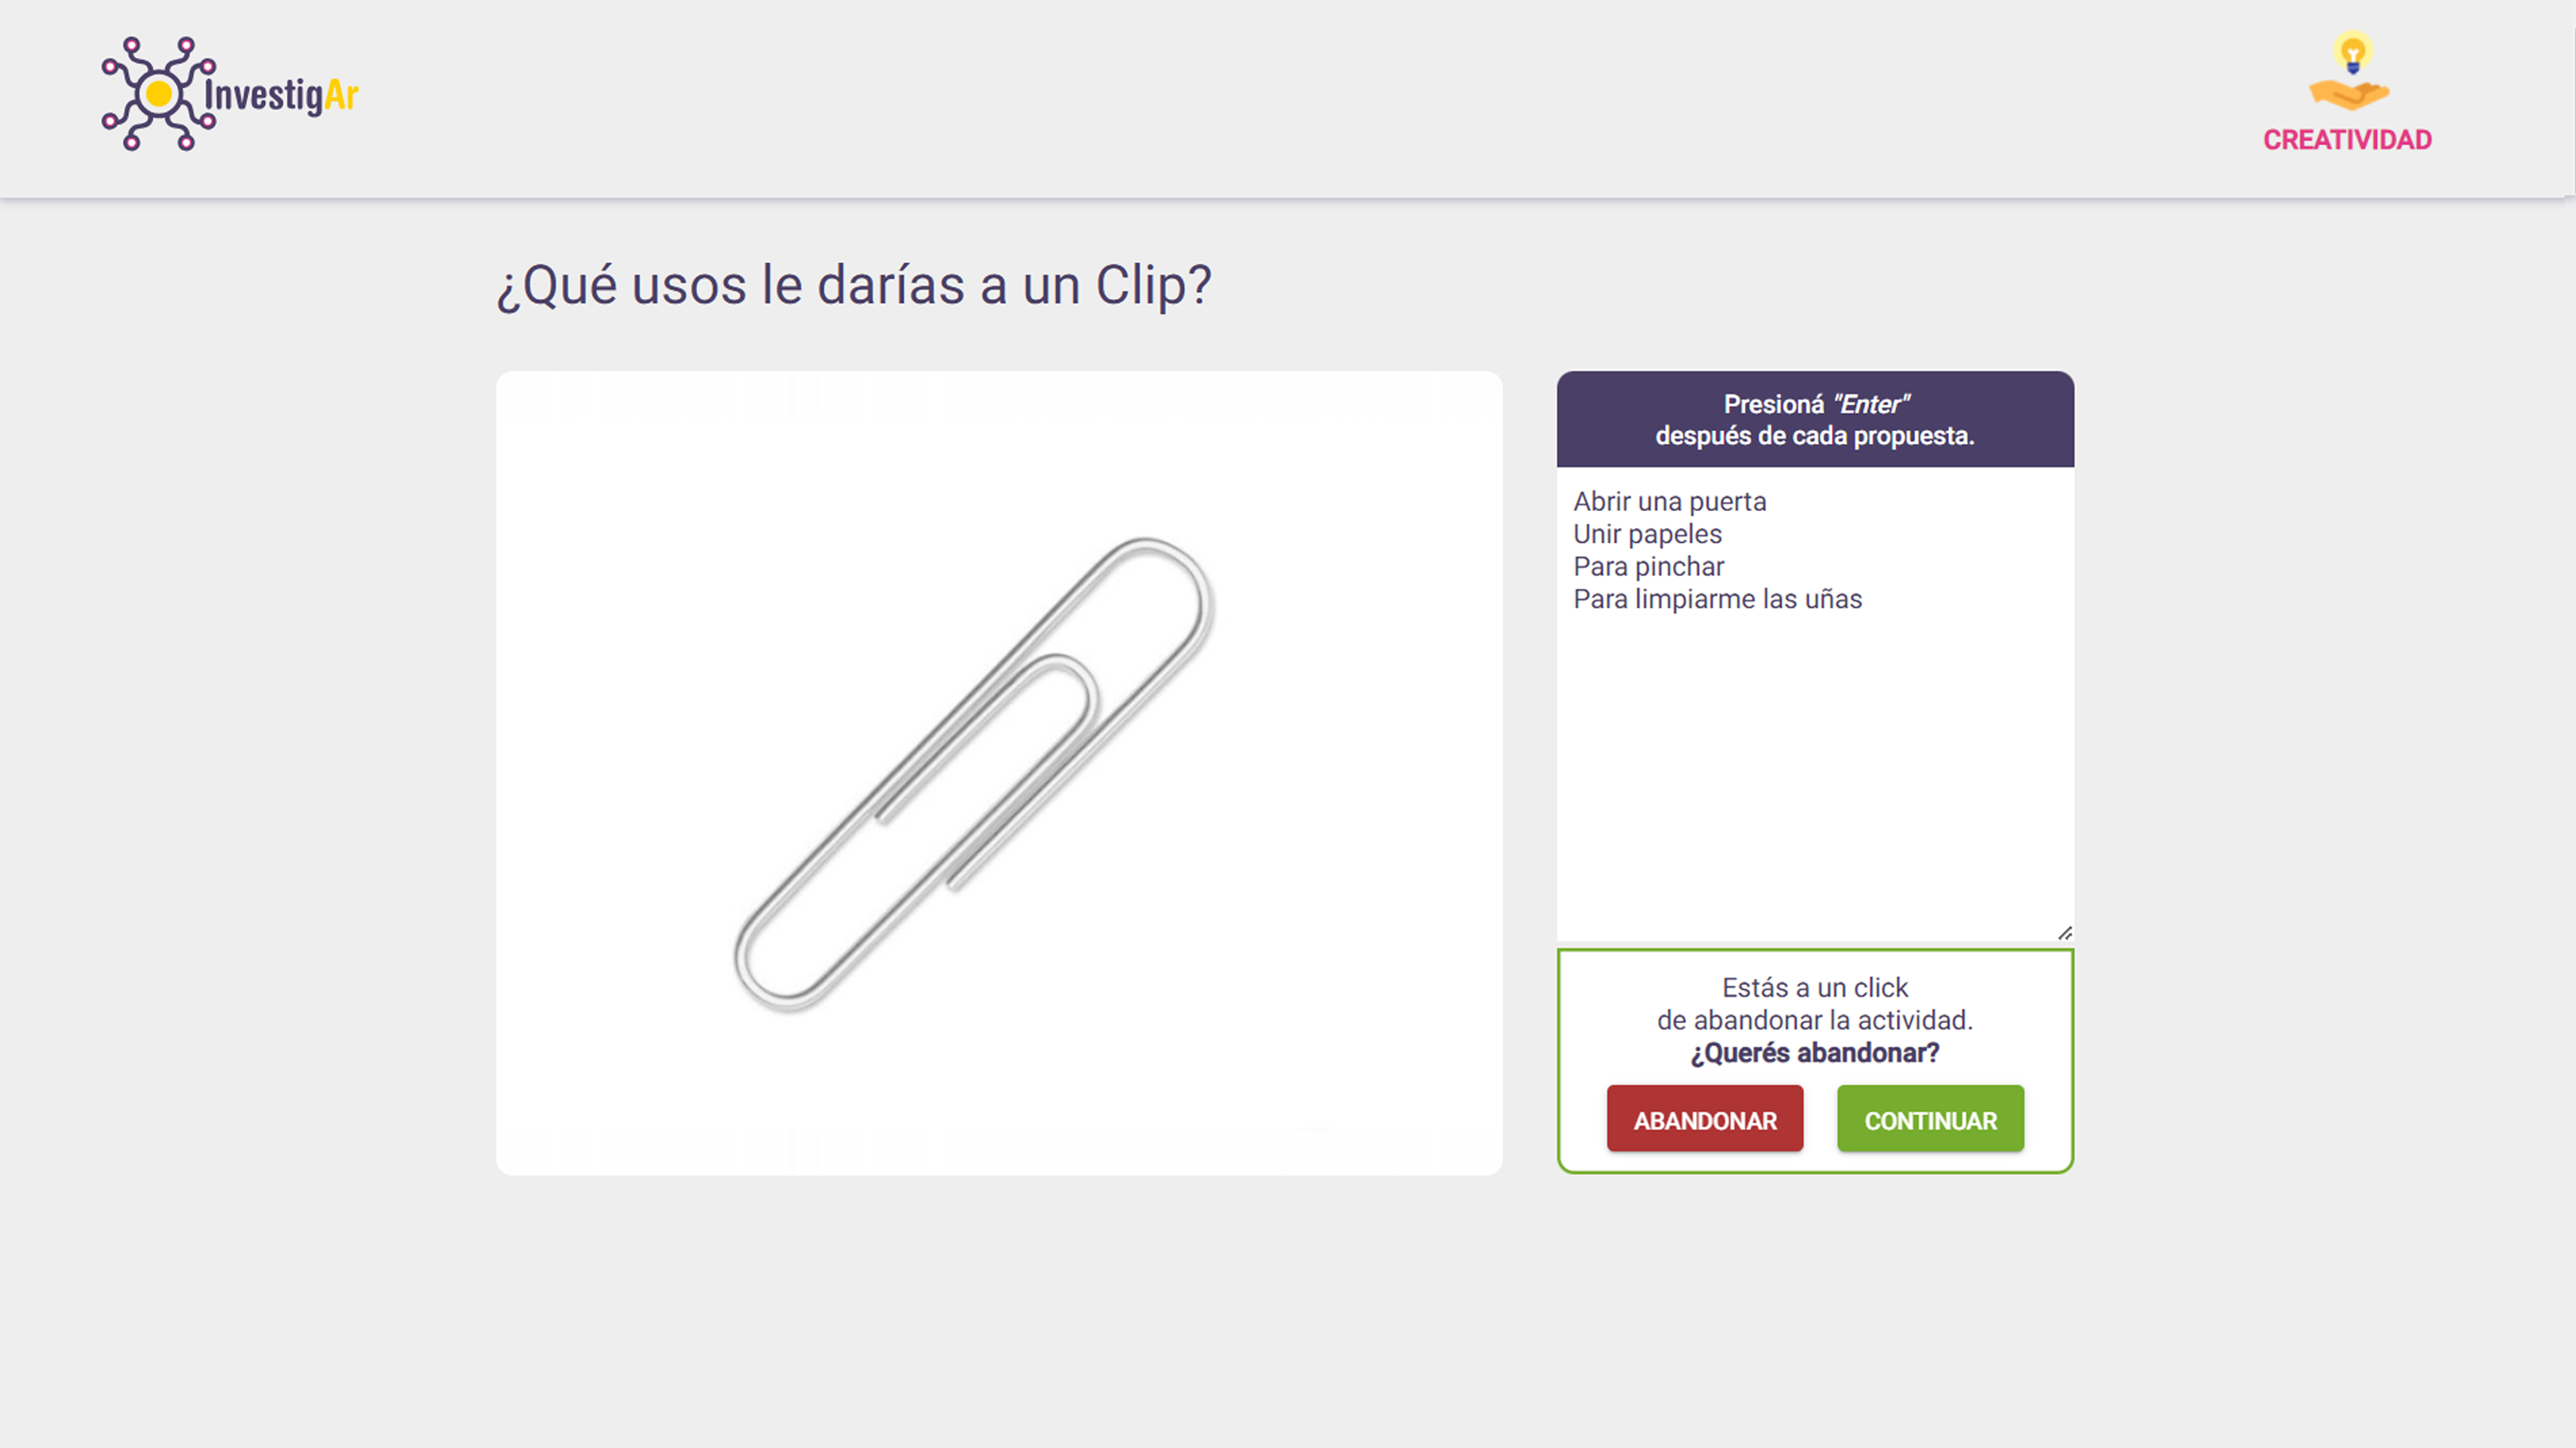 InvestigAr
CREATIVIDAD
¿Qué usos le darías a un Clip?
Presioná "Enter"
después de cada propuesta.
Abrir una puerta
Unir papeles
Para pinchar
Para limpiarme las uñas
Estás a un click
de abandonar la actividad.
¿Querés abandonar?
ABANDONAR CONTINUAR